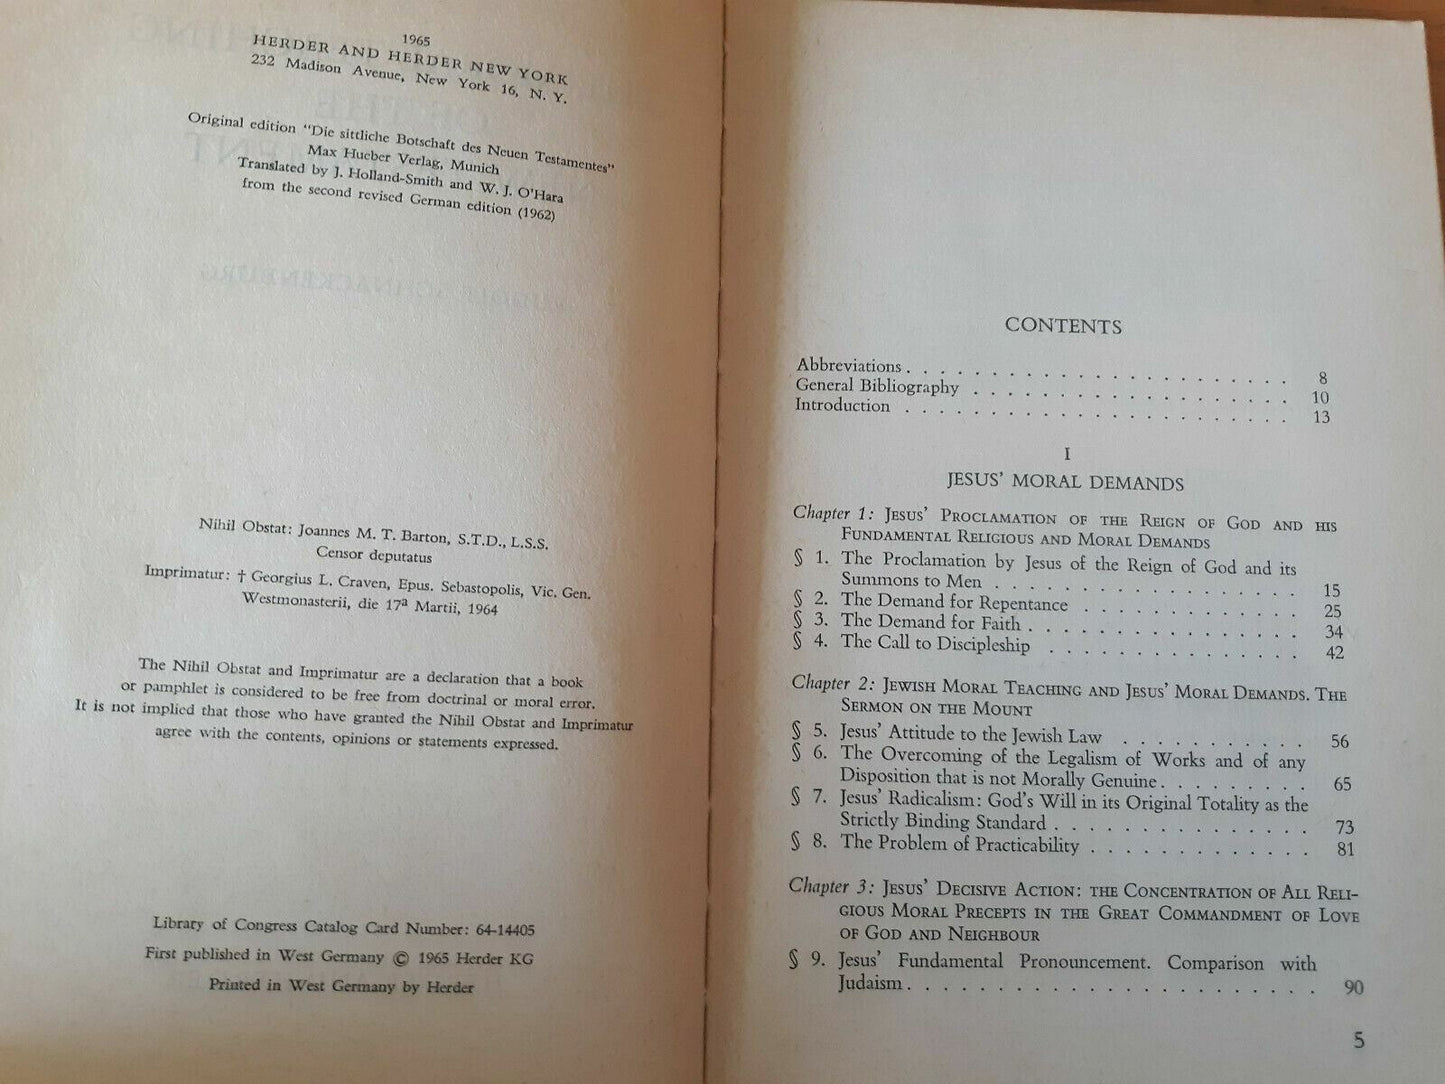 1965
HERDER AND HERDER NEW YORK
232 Madison Avenue, New York 16, N. Y.
Original edition "Die sittliche Botschaft des Neuen Testamentes"
Max Hueber Verlag, Munich
Translated by J. Holland-Smith and W. J. O'Hara
from the second revised German edition (1962)
Nihil Obstat: Joannes M. T. Barton, S.T.D., L.S.S.
Censor deputatus
Imprimatur: † Georgius L. Craven, Epus. Sebastopolis, Vic. Gen.
Westmonasterii, die 17ª Martii, 1964
The Nihil Obstat and Imprimatur are a declaration that a book
or pamphlet is considered to be free from doctrinal or moral error.
It is not implied that those who have granted the Nihil Obstat and Imprimatur
agree with the contents, opinions or statements expressed.
Library of Congress Catalog Card Number: 64-14405
First published in West Germany © 1965 Herder KG
Printed in West Germany by Herder
CONTENTS
Abbreviations . . . . . . . . . . . . . . . . . . . . . . . 8
General Bibliography . . . . . . . . . . . . . . . . . . . 10
Introduction . . . . . . . . . . . . . . . . . . . . . . . 13
I
JESUS' MORAL DEMANDS
Chapter 1: JESUS' PROCLAMATION OF THE REIGN OF GOD AND HIS
FUNDAMENTAL RELIGIOUS AND MORAL DEMANDS
§ 1. The Proclamation by Jesus of the Reign of God and its
Summons to Men . . . . . . . . . . . . . . 15
§ 2. The Demand for Repentance . . . . . . . . . . 25
§ 3. The Demand for Faith . . . . . . . . . . . . . 34
§ 4. The Call to Discipleship . . . . . . . . . . . . 42
Chapter 2: JEWISH MORAL TEACHING AND JESUS' MORAL DEMANDS. THE
SERMON ON THE MOUNT
§ 5. Jesus' Attitude to the Jewish Law . . . . . . . . . 56
§ 6. The Overcoming of the Legalism of Works and of any
Disposition that is not Morally Genuine . . . . . . . . 65
§ 7. Jesus' Radicalism: God's Will in its Original Totality as the
Strictly Binding Standard . . . . . . . . . . . . 73
§ 8. The Problem of Practicability . . . . . . . . . . 81
Chapter 3: JESUS' DECISIVE ACTION: THE CONCENTRATION OF ALL RELI-
GIOUS MORAL PRECEPTS IN THE GREAT COMMANDMENT OF LOVE
OF GOD AND NEIGHBOUR
§ 9. Jesus' Fundamental Pronouncement. Comparison with
Judaism . . . . . . . . . . . . . . . . . . 90
5